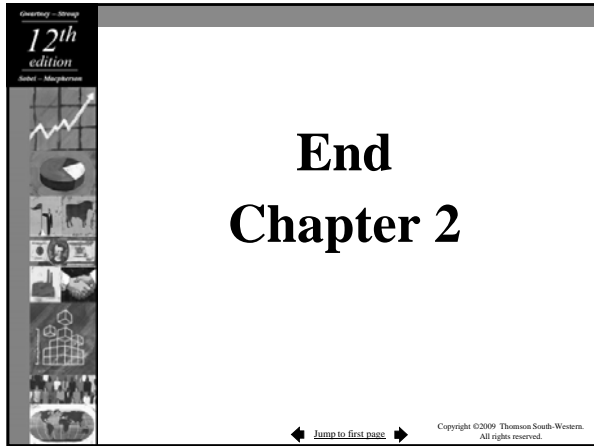 Gwartney – Stroup
12th
edition
Sobel – Macpherson
End
Chapter 2
Jump to first page
Copyright ©2009 Thomson South-Western.
All rights reserved.